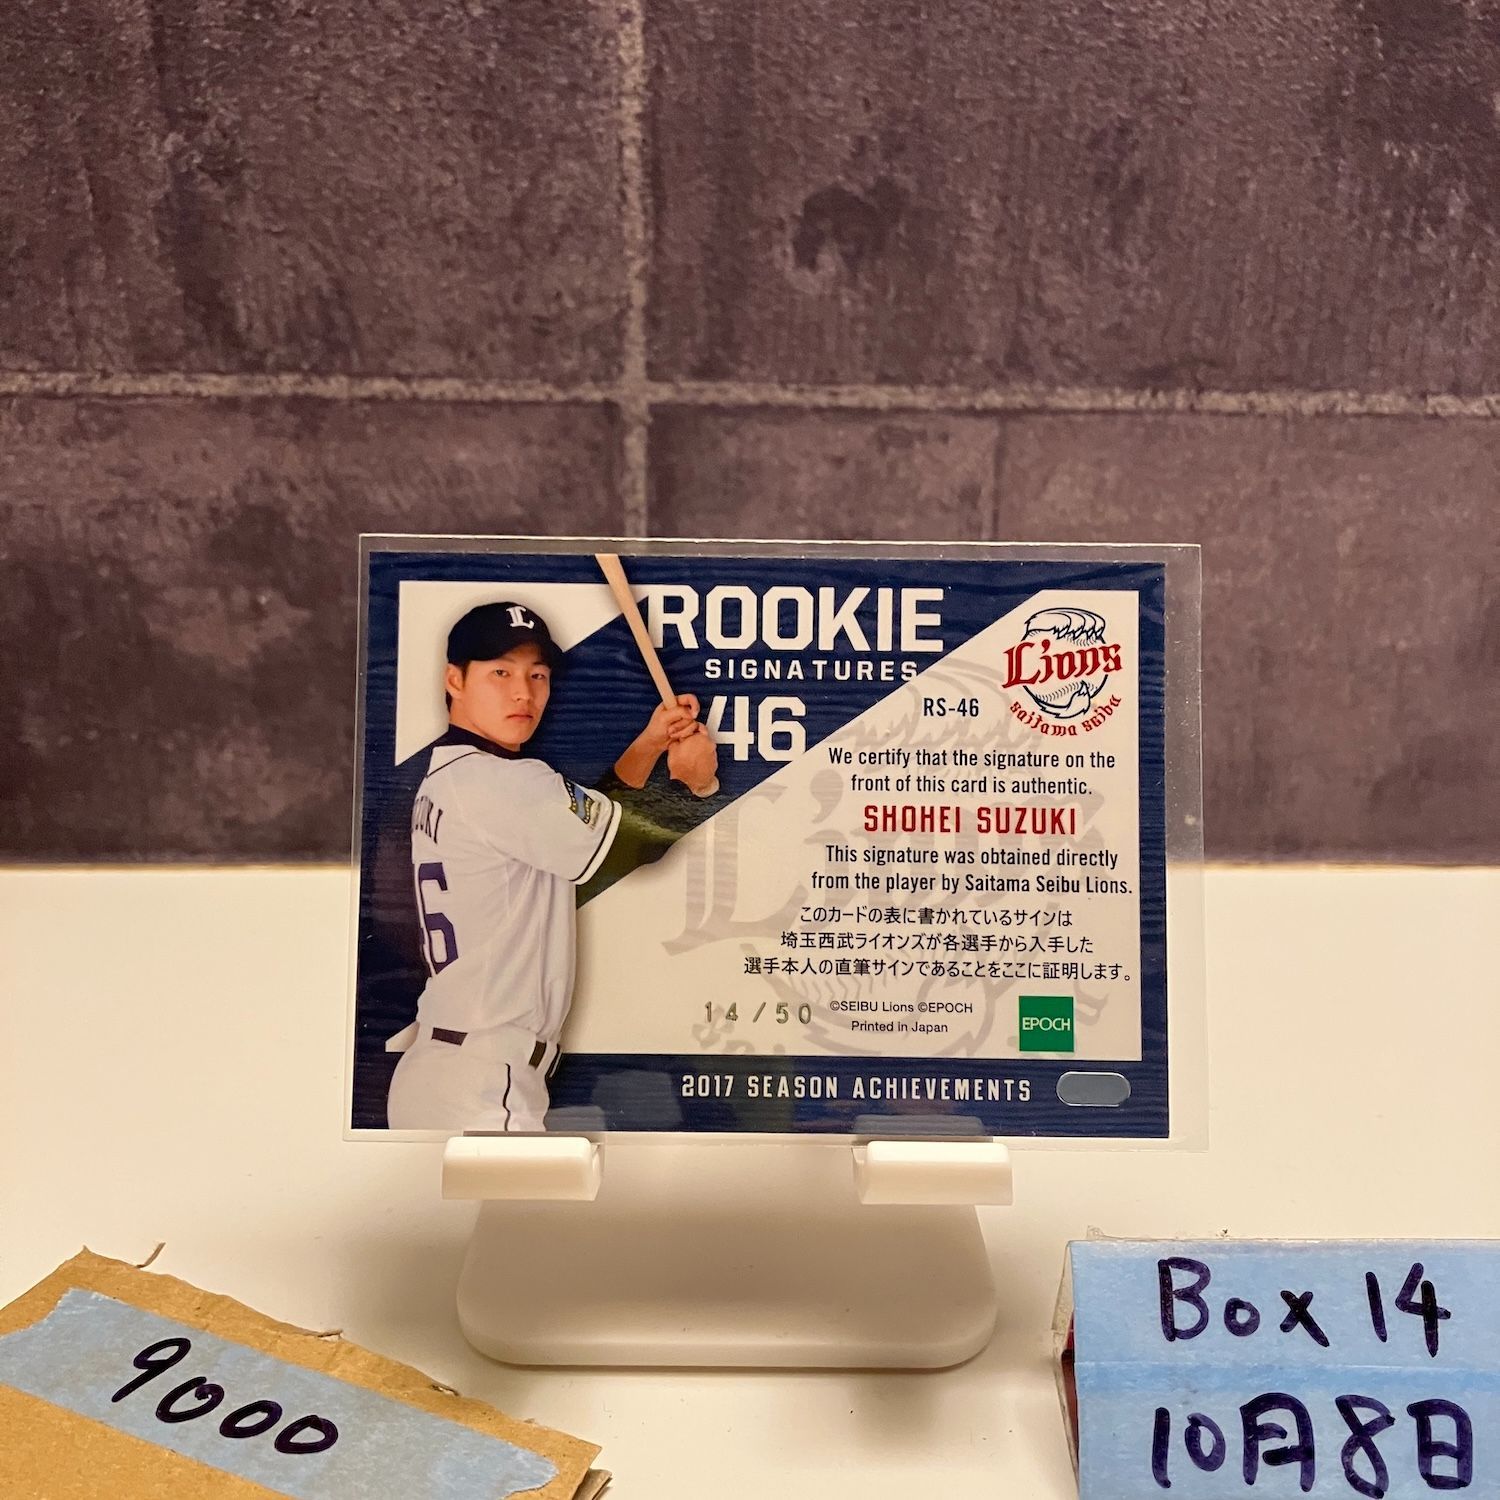 ROOKIE
SIGNATURES
46
L
Lions
saitama seibu
RS-46
We certify that the signature on the
front of this card is authentic.
SHOHEI SUZUKI
This signature was obtained directly
from the player by Saitama Seibu Lions.
このカードの表に書かれているサインは
埼玉西武ライオンズが各選手から入手した
選手本人の直筆サインであることをここに証明します。
14/50
©SEIBU Lions ©EPOCH
Printed in Japan
EPOCH
2017 SEASON ACHIEVEMENTS
9000
Box 14
10月8日